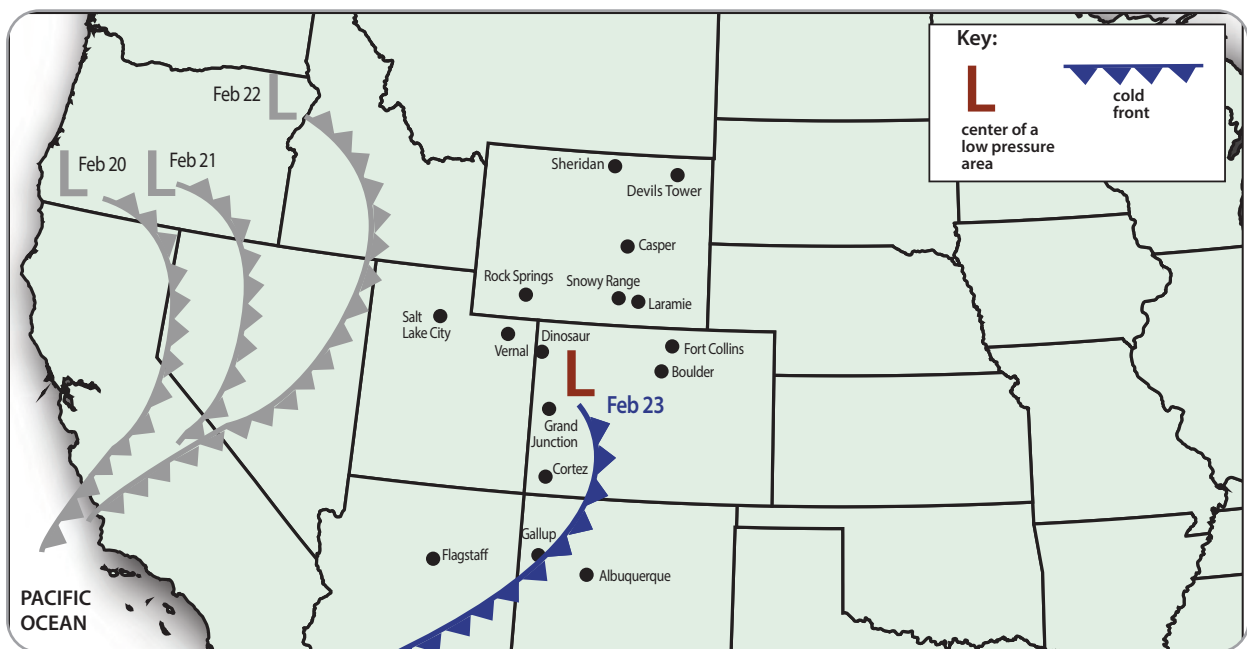 Key:
L
cold
front
center of a
low pressure
area
Feb 22
L
L
Feb 20
L
Feb 21
Sheridan
Devils Tower
Casper
Rock Springs
Snowy Range
Laramie
Salt
Lake City
Vernal
Dinosaur
Fort Collins
Boulder
L
Feb 23
Grand
Junction
Cortez
Gallup
Flagstaff
Albuquerque
PACIFIC
OCEAN